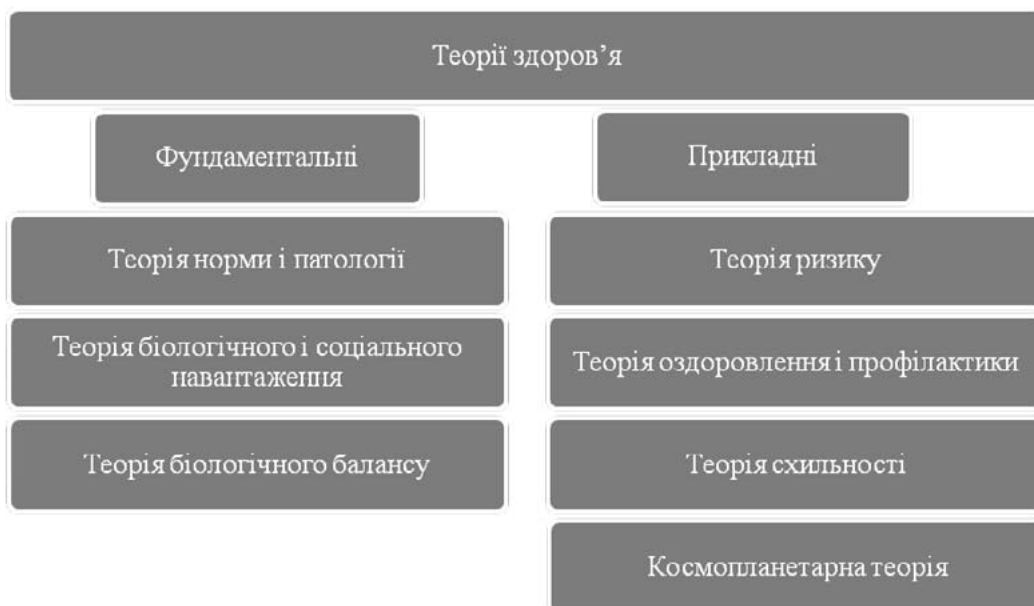 Теорії здоров’я
Фундаментальні
Прикладні
Теорія норми і патології
Теорія ризику
Теорія біологічного і соціального
навантаження
Теорія оздоровлення і профілактики
Теорія біологічного балансу
Теорія схильності
Космопланетарна теорія